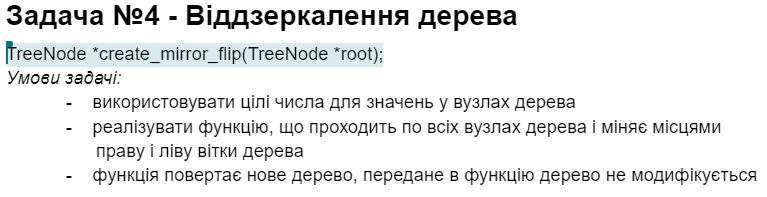 Задача №4 - Віддзеркалення дерева
TreeNode *create_mirror_flip(TreeNode *root);
Умови задачі:
- використовувати цілі числа для значень у вузлах дерева
- реалізувати функцію, що проходить по всіх вузлах дерева і міняє місцями
праву і ліву вітки дерева
- функція повертає нове дерево, передане в функцію дерево не модифікується